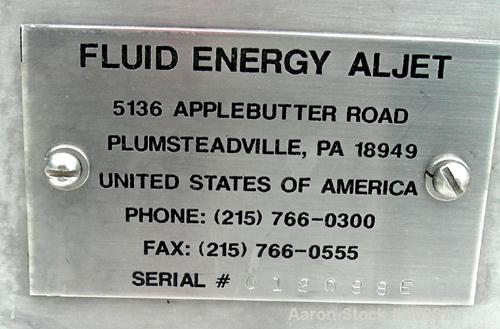 FLUID ENERGY ALJET
5136 APPLEBUTTER ROAD
PLUMSTEADVILLE, PA 18949
UNITED STATES OF AMERICA
PHONE: (215) 766-0300
FAX: (215) 766-0555
SERIAL #
Aaron Stock